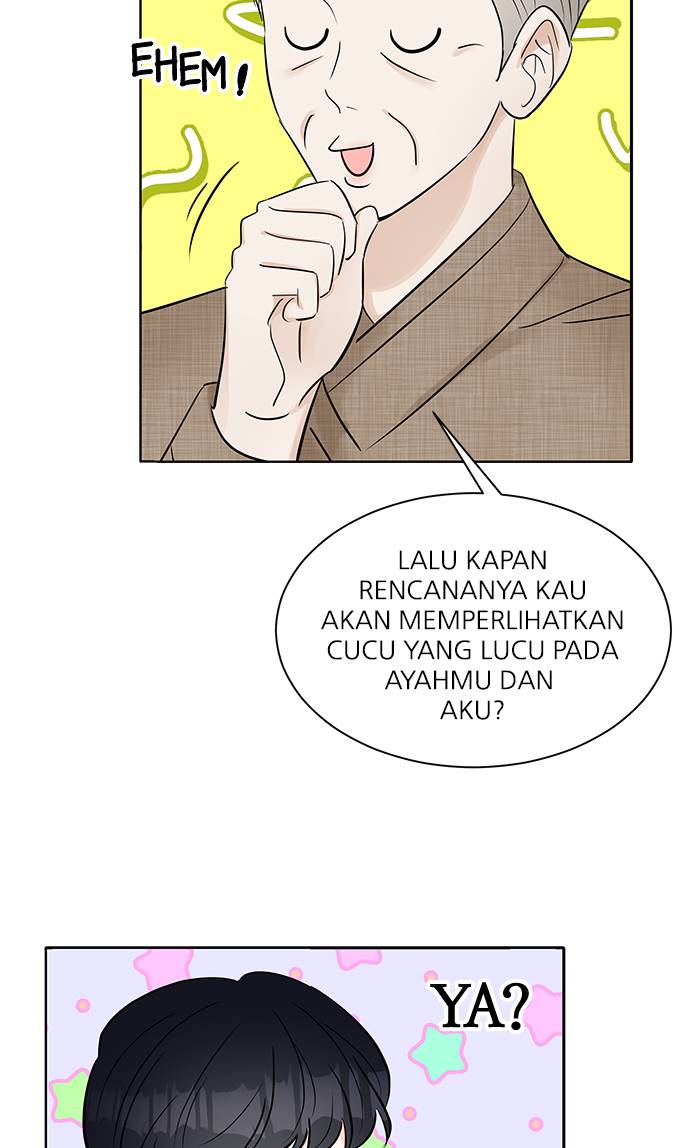 EHEM!
LALU KAPAN
RENCANANYA KAU
AKAN MEMPERLIHATKAN
CUCU YANG LUCU PADA
AYAHMU DAN
AKU?
YA?